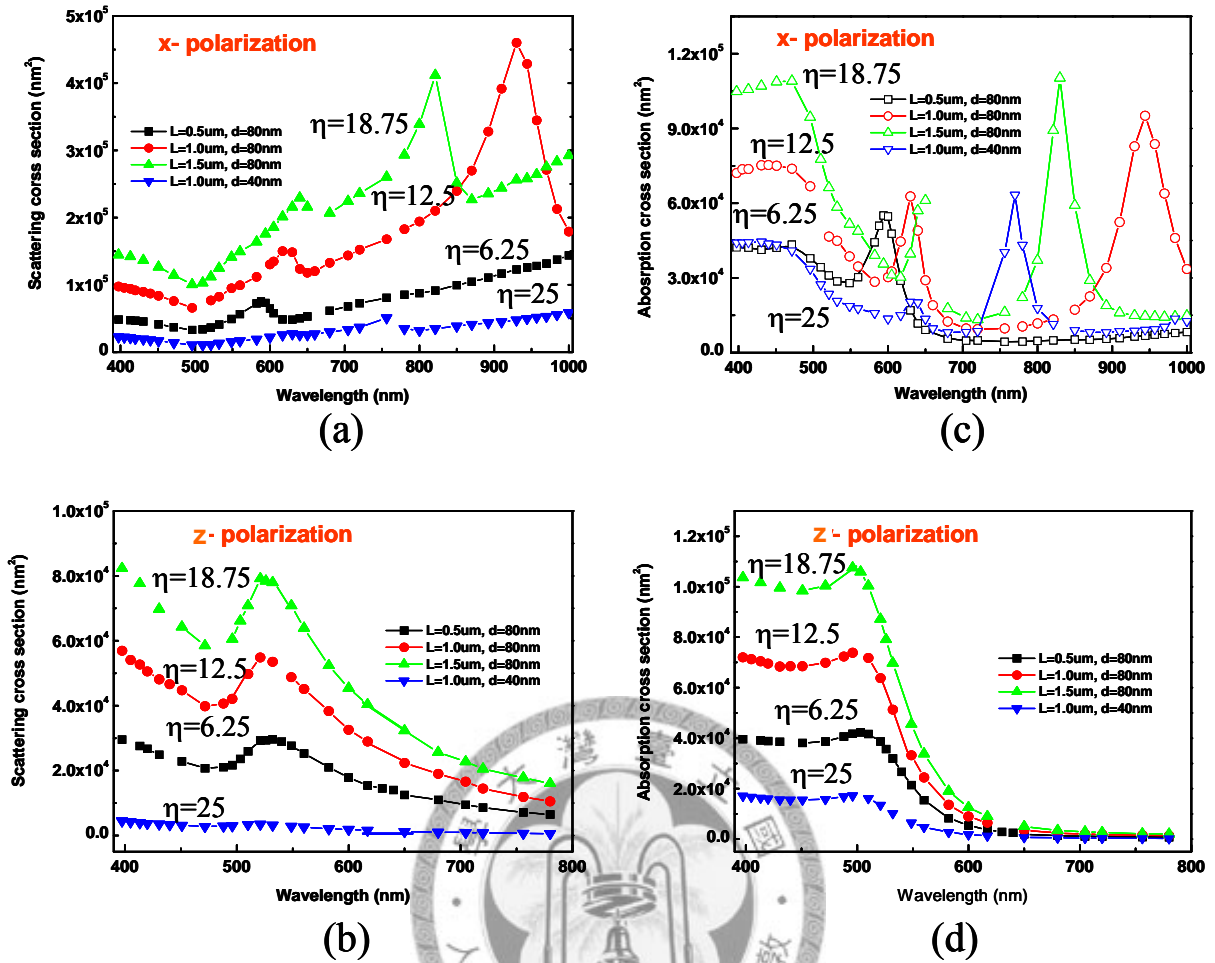 x- polarization
Scattering corss section (nm²)
5x10⁵
4x10⁵
3x10⁵
2x10⁵
1x10⁵
0
L=0.5um, d=80nm
L=1.0um, d=80nm
L=1.5um, d=80nm
L=1.0um, d=40nm
η=18.75
η=12.5
η=6.25
η=25
400 500 600 700 800 900 1000
Wavelength (nm)
(a)
x- polarization
Abosrption cross section (nm²)
1.2x10⁵
9.0x10⁴
6.0x10⁴
3.0x10⁴
0.0
η=18.75
L=0.5um, d=80nm
L=1.0um, d=80nm
L=1.5um, d=80nm
L=1.0um, d=40nm
η=12.5
η=6.25
η=25
400 500 600 700 800 900 1000
Wavelength (nm)
(c)
z- polarization
Scattering cross section (nm²)
1.0x10⁵
8.0x10⁴
6.0x10⁴
4.0x10⁴
2.0x10⁴
0.0
η=18.75
L=0.5um, d=80nm
L=1.0um, d=80nm
L=1.5um, d=80nm
L=1.0um, d=40nm
η=12.5
η=6.25
η=25
400 500 600 700 800
Wavelength (nm)
(b)
z - polarization
Absorption cross section (nm²)
1.2x10⁵
1.0x10⁵
8.0x10⁴
6.0x10⁴
4.0x10⁴
2.0x10⁴
0.0
η=18.75
η=12.5
L=0.5um, d=80nm
L=1.0um, d=80nm
L=1.5um, d=80nm
L=1.0um, d=40nm
η=6.25
η=25
400 500 600 700 800
Wavelength (nm)
(d)
灣 臺